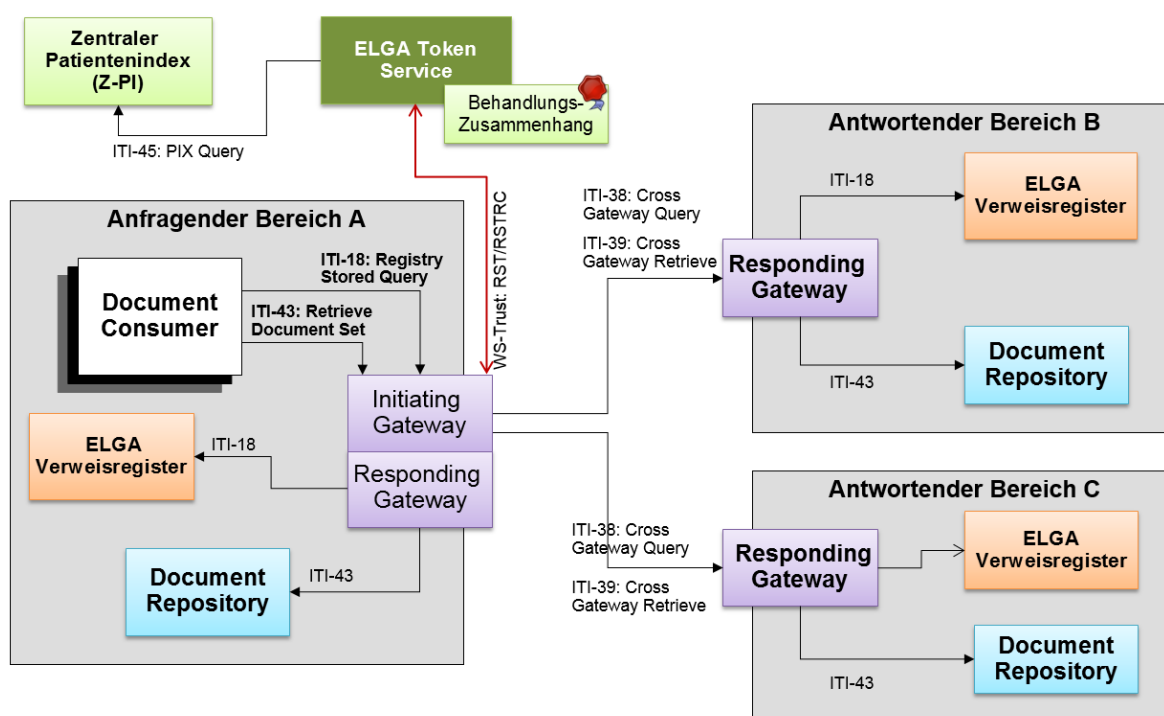 Zentraler
Patientenindex
(Z-PI)
ELGA Token
Service
Behandlungs-
Zusammenhang
ITI-45: PIX Query
WS-Trust: RST/RSTRC
Anfragender Bereich A
Document
Consumer
ITI-18: Registry
Stored Query
ITI-43: Retrieve
Document Set
Initiating
Gateway
Responding
Gateway
ELGA
Verweisregister
ITI-18
Document
Repository
ITI-43
ITI-38: Cross
Gateway Query
ITI-39: Cross
Gateway Retrieve
Antwortender Bereich B
Responding
Gateway
ITI-18
ELGA
Verweisregister
ITI-43
Document
Repository
ITI-38: Cross
Gateway Query
ITI-39: Cross
Gateway Retrieve
Antwortender Bereich C
Responding
Gateway
ELGA
Verweisregister
Document
Repository
ITI-43